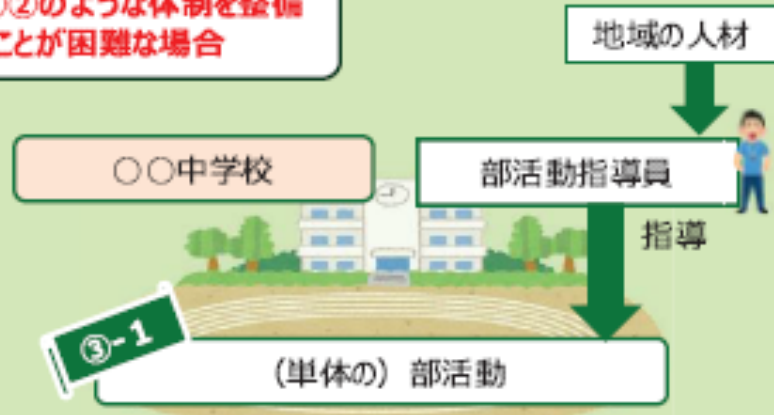 ②のような体制を整備
ことが困難な場合
地域の人材
○○中学校
部活動指導員
指導
③-1
（単体の）部活動